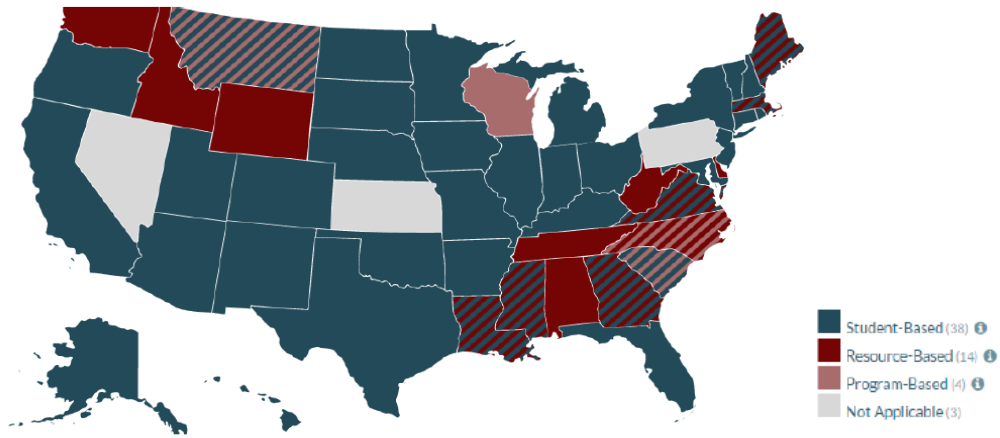 Student-Based (38)
Resource-Based (14)
Program-Based (4)
Not Applicable (3)